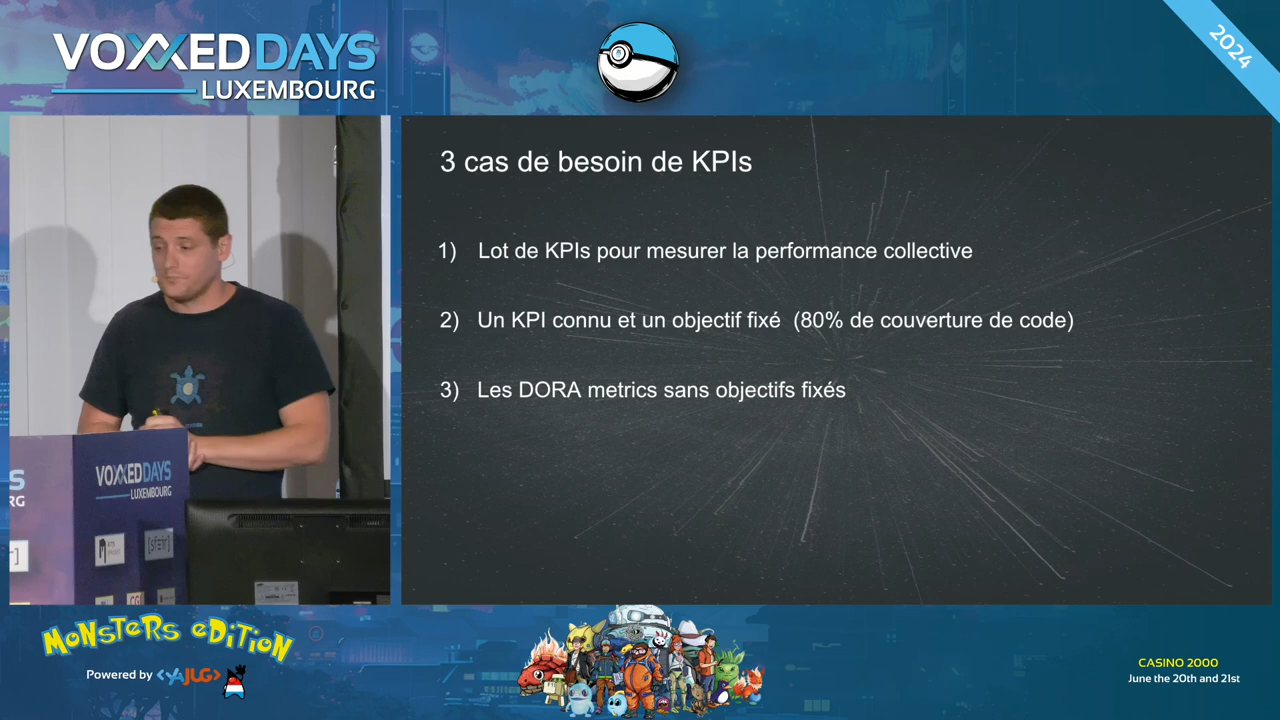 VOXXED DAYS
LUXEMBOURG
2024
3 cas de besoin de KPIs
1) Lot de KPIs pour mesurer la performance collective
2) Un KPI connu et un objectif fixé (80% de couverture de code)
3) Les DORA metrics sans objectifs fixés
VOXXED DAYS
LUXEMBOURG
S
RG
MONSTERS EDITION
Powered by <YAJUG>
CASINO 2000
June the 20th and 21st